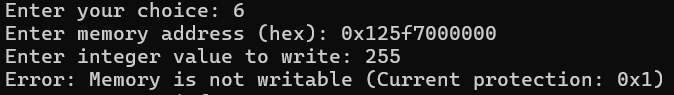 Enter your choice: 6
Enter memory address (hex): 0x125f7000000
Enter integer value to write: 255
Error: Memory is not writable (Current protection: 0x1)